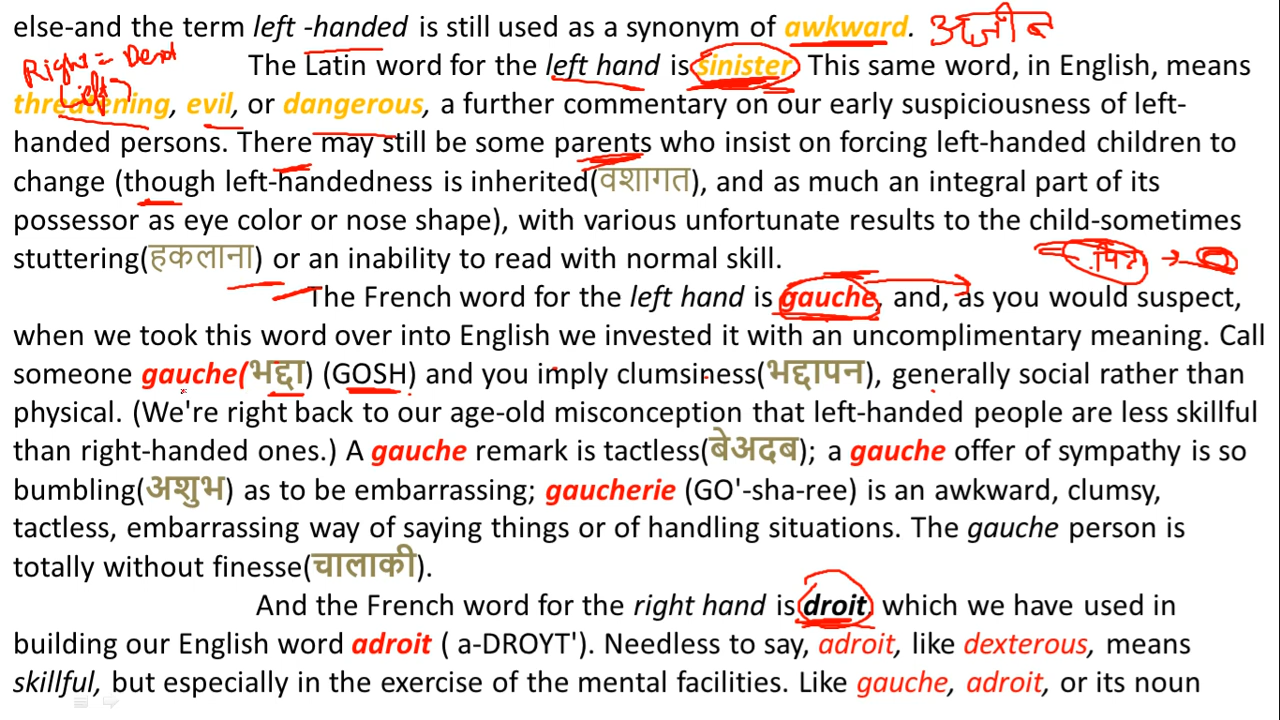 else-and the term left -handed is still used as a synonym of awkward. अजीब
Right =
Left
The Latin word for the left hand is sinister. This same word, in English, means
threatening, evil, or dangerous, a further commentary on our early suspiciousness of left-
handed persons. There may still be some parents who insist on forcing left-handed children to
change (though left-handedness is inherited(वशागत), and as much an integral part of its
possessor as eye color or nose shape), with various unfortunate results to the child-sometimes
stuttering(हकलाना) or an inability to read with normal skill.
The French word for the left hand is gauche, and, as you would suspect,
when we took this word over into English we invested it with an uncomplimentary meaning. Call
someone gauche(भद्दा) (GOSH) and you imply clumsiness(भद्दापन), generally social rather than
physical. (We're right back to our age-old misconception that left-handed people are less skillful
than right-handed ones.) A gauche remark is tactless(बेअदब); a gauche offer of sympathy is so
bumbling(अशुभ) as to be embarrassing; gaucherie (GO'-sha-ree) is an awkward, clumsy,
tactless, embarrassing way of saying things or of handling situations. The gauche person is
totally without finesse(चालाकी).
And the French word for the right hand is droit, which we have used in
building our English word adroit ( a-DROYT'). Needless to say, adroit, like dexterous, means
skillful, but especially in the exercise of the mental facilities. Like gauche, adroit, or its noun